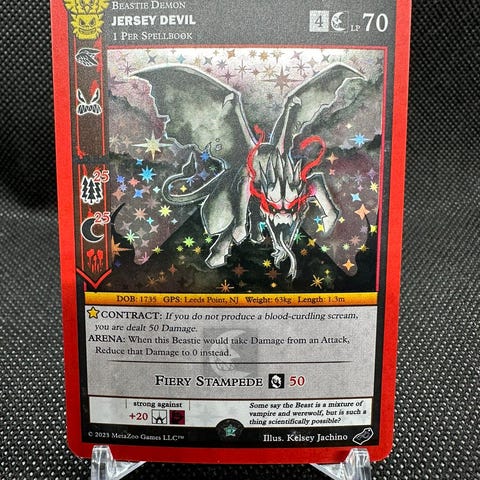 Beastie Demon
JERSEY DEVIL
1 Per Spellbook
4 LP 70
25
25
DOB: 1735 GPS: Leeds Point, NJ Weight: 63kg Length: 1.3m
CONTRACT: If you do not produce a blood-curdling scream,
you are dealt 50 Damage.
ARENA: When this Beastie would take Damage from an Attack,
Reduce that Damage to 0 instead.
Fiery Stampede 50
strong against
+20
Some say the Beast is a mixture of
vampire and werewolf, but is such a
thing scientifically possible?
© 2023 MetaZoo Games LLC™
Illus. Kelsey Jachino